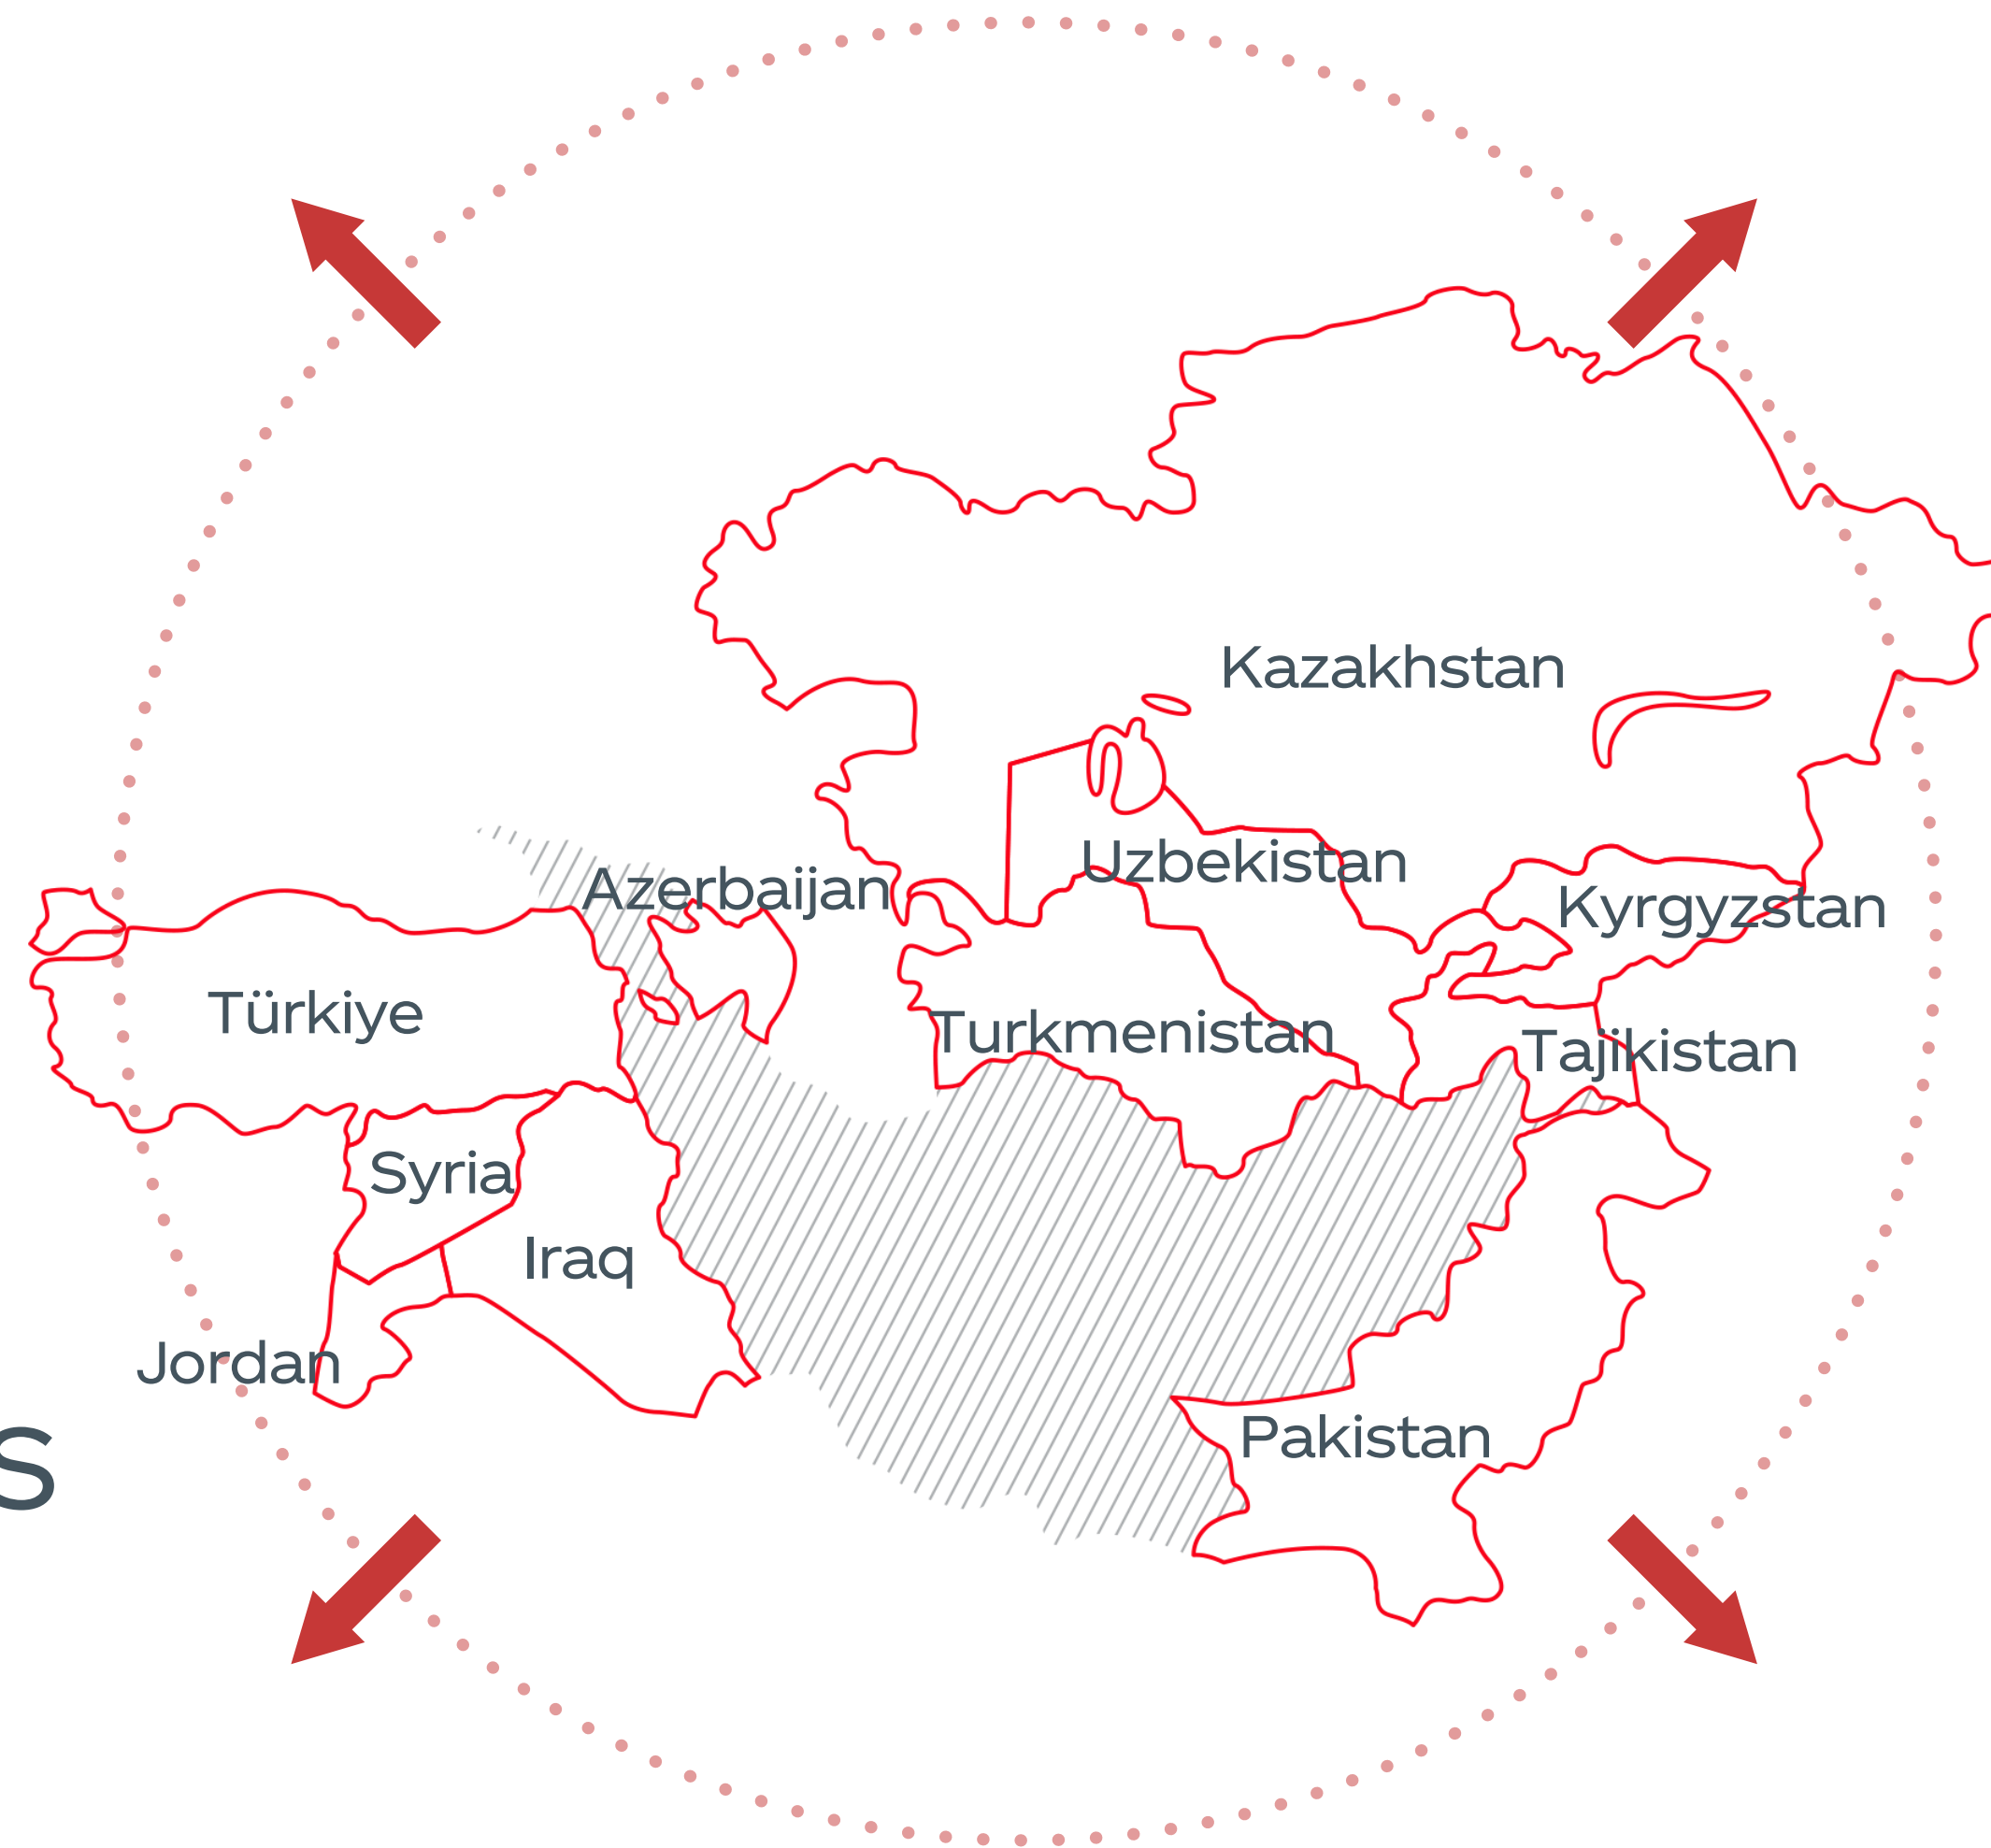 Kazakhstan
Uzbekistan
Azerbaijan
Kyrgyzstan
Türkiye
Turkmenistan
Tajikistan
Syria
Iraq
Jordan
Pakistan
s